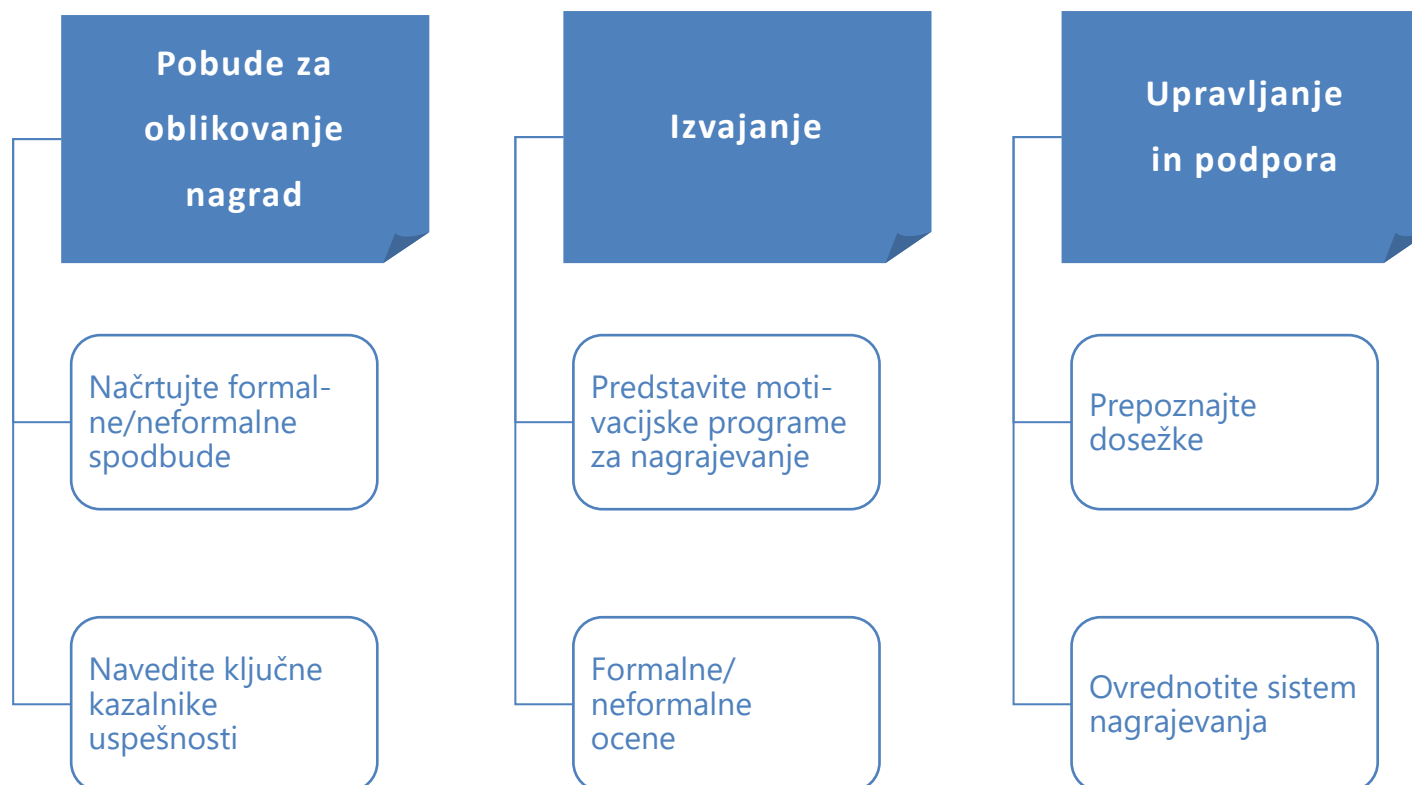 Pobude za
oblikovanje
nagrad
Načrtujte formal-
ne/neformalne
spodbude
Navedite ključne
kazalnike
uspešnosti
Izvajanje
Predstavite moti-
vacijske programe
za nagrajevanje
Formalne/
neformalne
ocene
Upravljanje
in podpora
Prepoznajte
dosežke
Ovrednotite sistem
nagrajevanja